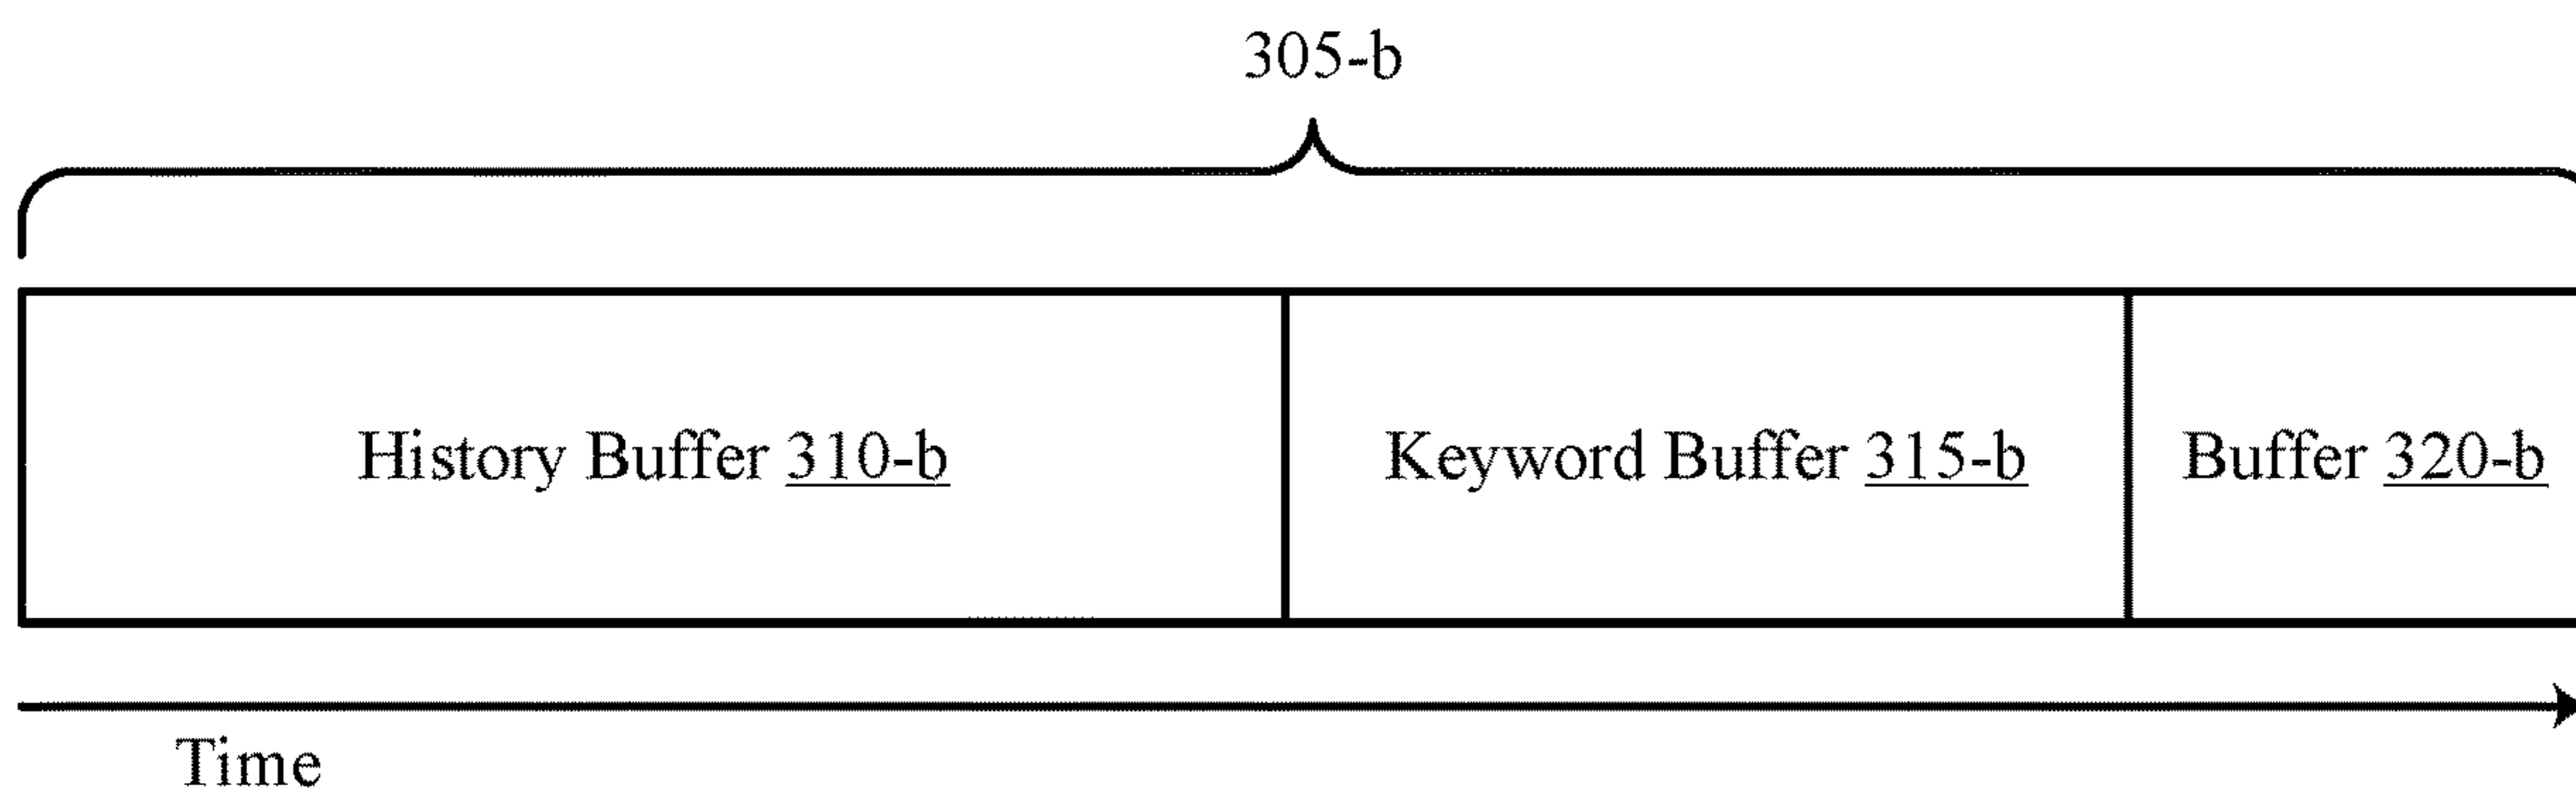 305-b
History Buffer 310-b
Keyword Buffer 315-b
Buffer 320-b
Time